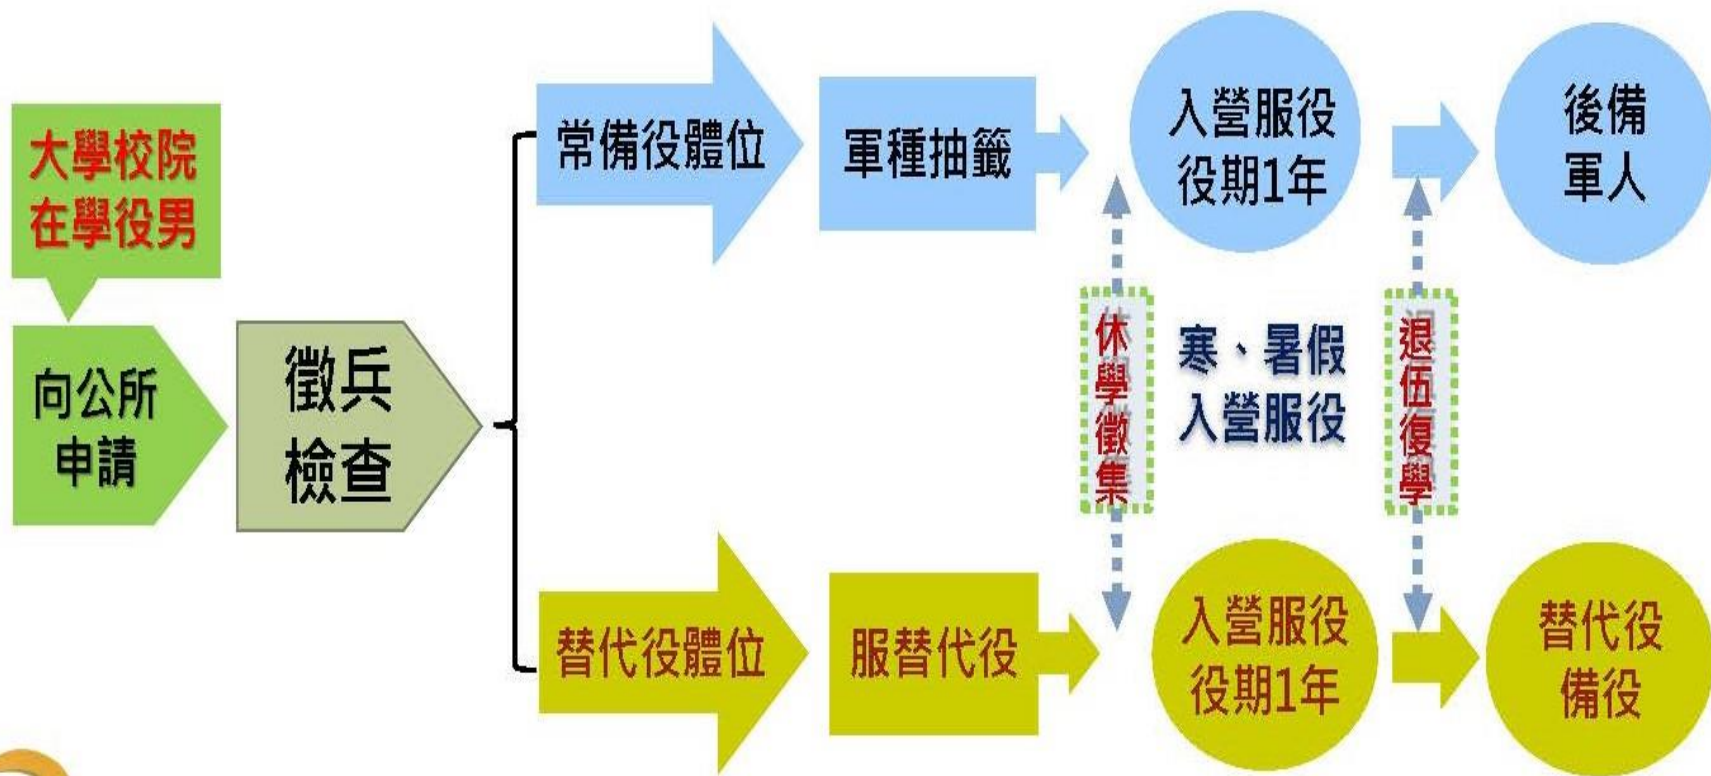 大學校院
在學役男
向公所
申請
徵兵
檢查
常備役體位
軍種抽籤
入營服役
役期1年
後備
軍人
休學徵集
寒、暑假
入營服役
退伍復學
替代役體位
服替代役
入營服役
役期1年
替代役
備役